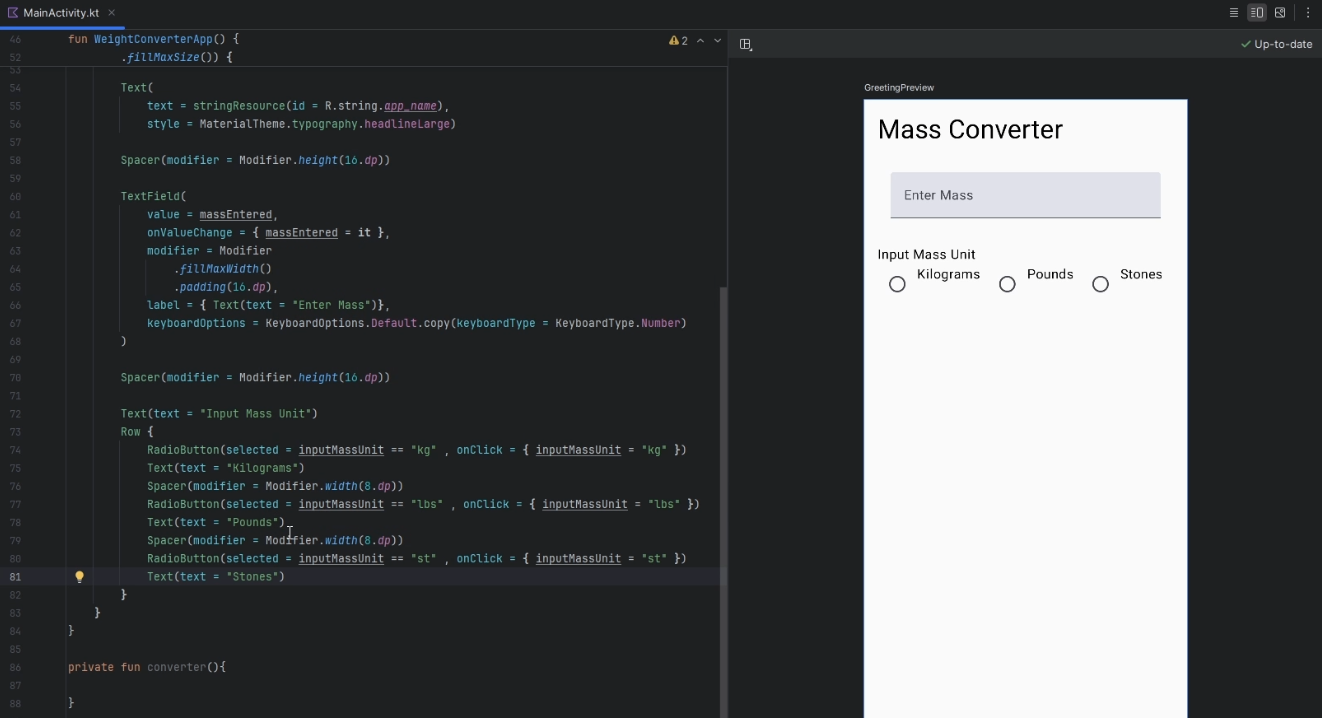 MainActivity.kt
46 fun WeightConverterApp() {
52 .fillMaxSize()) {
2
Up-to-date
53
54 Text(
55 text = stringResource(id = R.string.app_name),
56 style = MaterialTheme.typography.headlineLarge)
57
58 Spacer(modifier = Modifier.height(16.dp))
59
60 TextField(
61 value = massEntered,
62 onValueChange = { massEntered = it },
63 modifier = Modifier
64 .fillMaxWidth()
65 .padding(16.dp),
66 label = { Text(text = "Enter Mass")},
67 keyboardOptions = KeyboardOptions.Default.copy(keyboardType = KeyboardType.Number)
68 )
69
70 Spacer(modifier = Modifier.height(16.dp))
71
72 Text(text = "Input Mass Unit")
73 Row {
74 RadioButton(selected = inputMassUnit == "kg" , onClick = { inputMassUnit = "kg" })
75 Text(text = "Kilograms")
76 Spacer(modifier = Modifier.width(8.dp))
77 RadioButton(selected = inputMassUnit == "lbs" , onClick = { inputMassUnit = "lbs" })
78 Text(text = "Pounds")
79 Spacer(modifier = Modifier.width(8.dp))
80 RadioButton(selected = inputMassUnit == "st" , onClick = { inputMassUnit = "st" })
81 Text(text = "Stones")
82 }
83 }
84 }
85
86 private fun converter(){
87
88 }
GreetingPreview
Mass Converter
Enter Mass
Input Mass Unit
Kilograms Pounds Stones